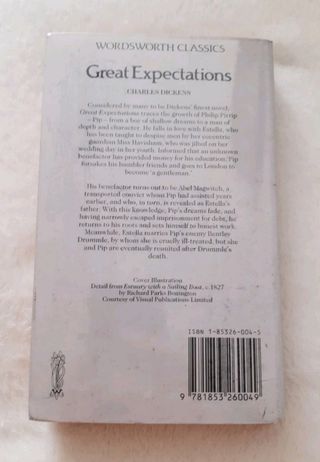 WORDSWORTH CLASSICS
Great Expectations
CHARLES DICKENS
Considered by many to be Dickens' finest novel,
Great Expectations traces the growth of Philip Pirrip
– Pip – from a boy of shallow dreams to a man of
depth and character. He falls in love with Estella, who
has been taught to despise men by her eccentric
guardian Miss Havisham, who was jilted on her
wedding day in her youth. Informed that an unknown
benefactor has provided money for his education, Pip
forsakes his humbler friends and goes to London to
become 'a gentleman.'
His benefactor turns out to be Abel Magwitch, a
transported convict whom Pip had assisted years
earlier, and who, in turn, is revealed as Estella's
father. With this knowledge, Pip's dreams fade, and
having narrowly escaped imprisonment for debt, he
returns to his roots and sets himself to honest work.
Meanwhile, Estella marries Pip's enemy Bentley
Drummle, by whom she is cruelly ill-treated, but she
and Pip are eventually reunited after Drummle's
death.
Cover Illustration
Detail from Estuary with a Sailing Boat, c.1827
by Richard Parks Bonington
Courtesy of Visual Publications Limited
ISBN 1-85326-004-5
9 781853 260049